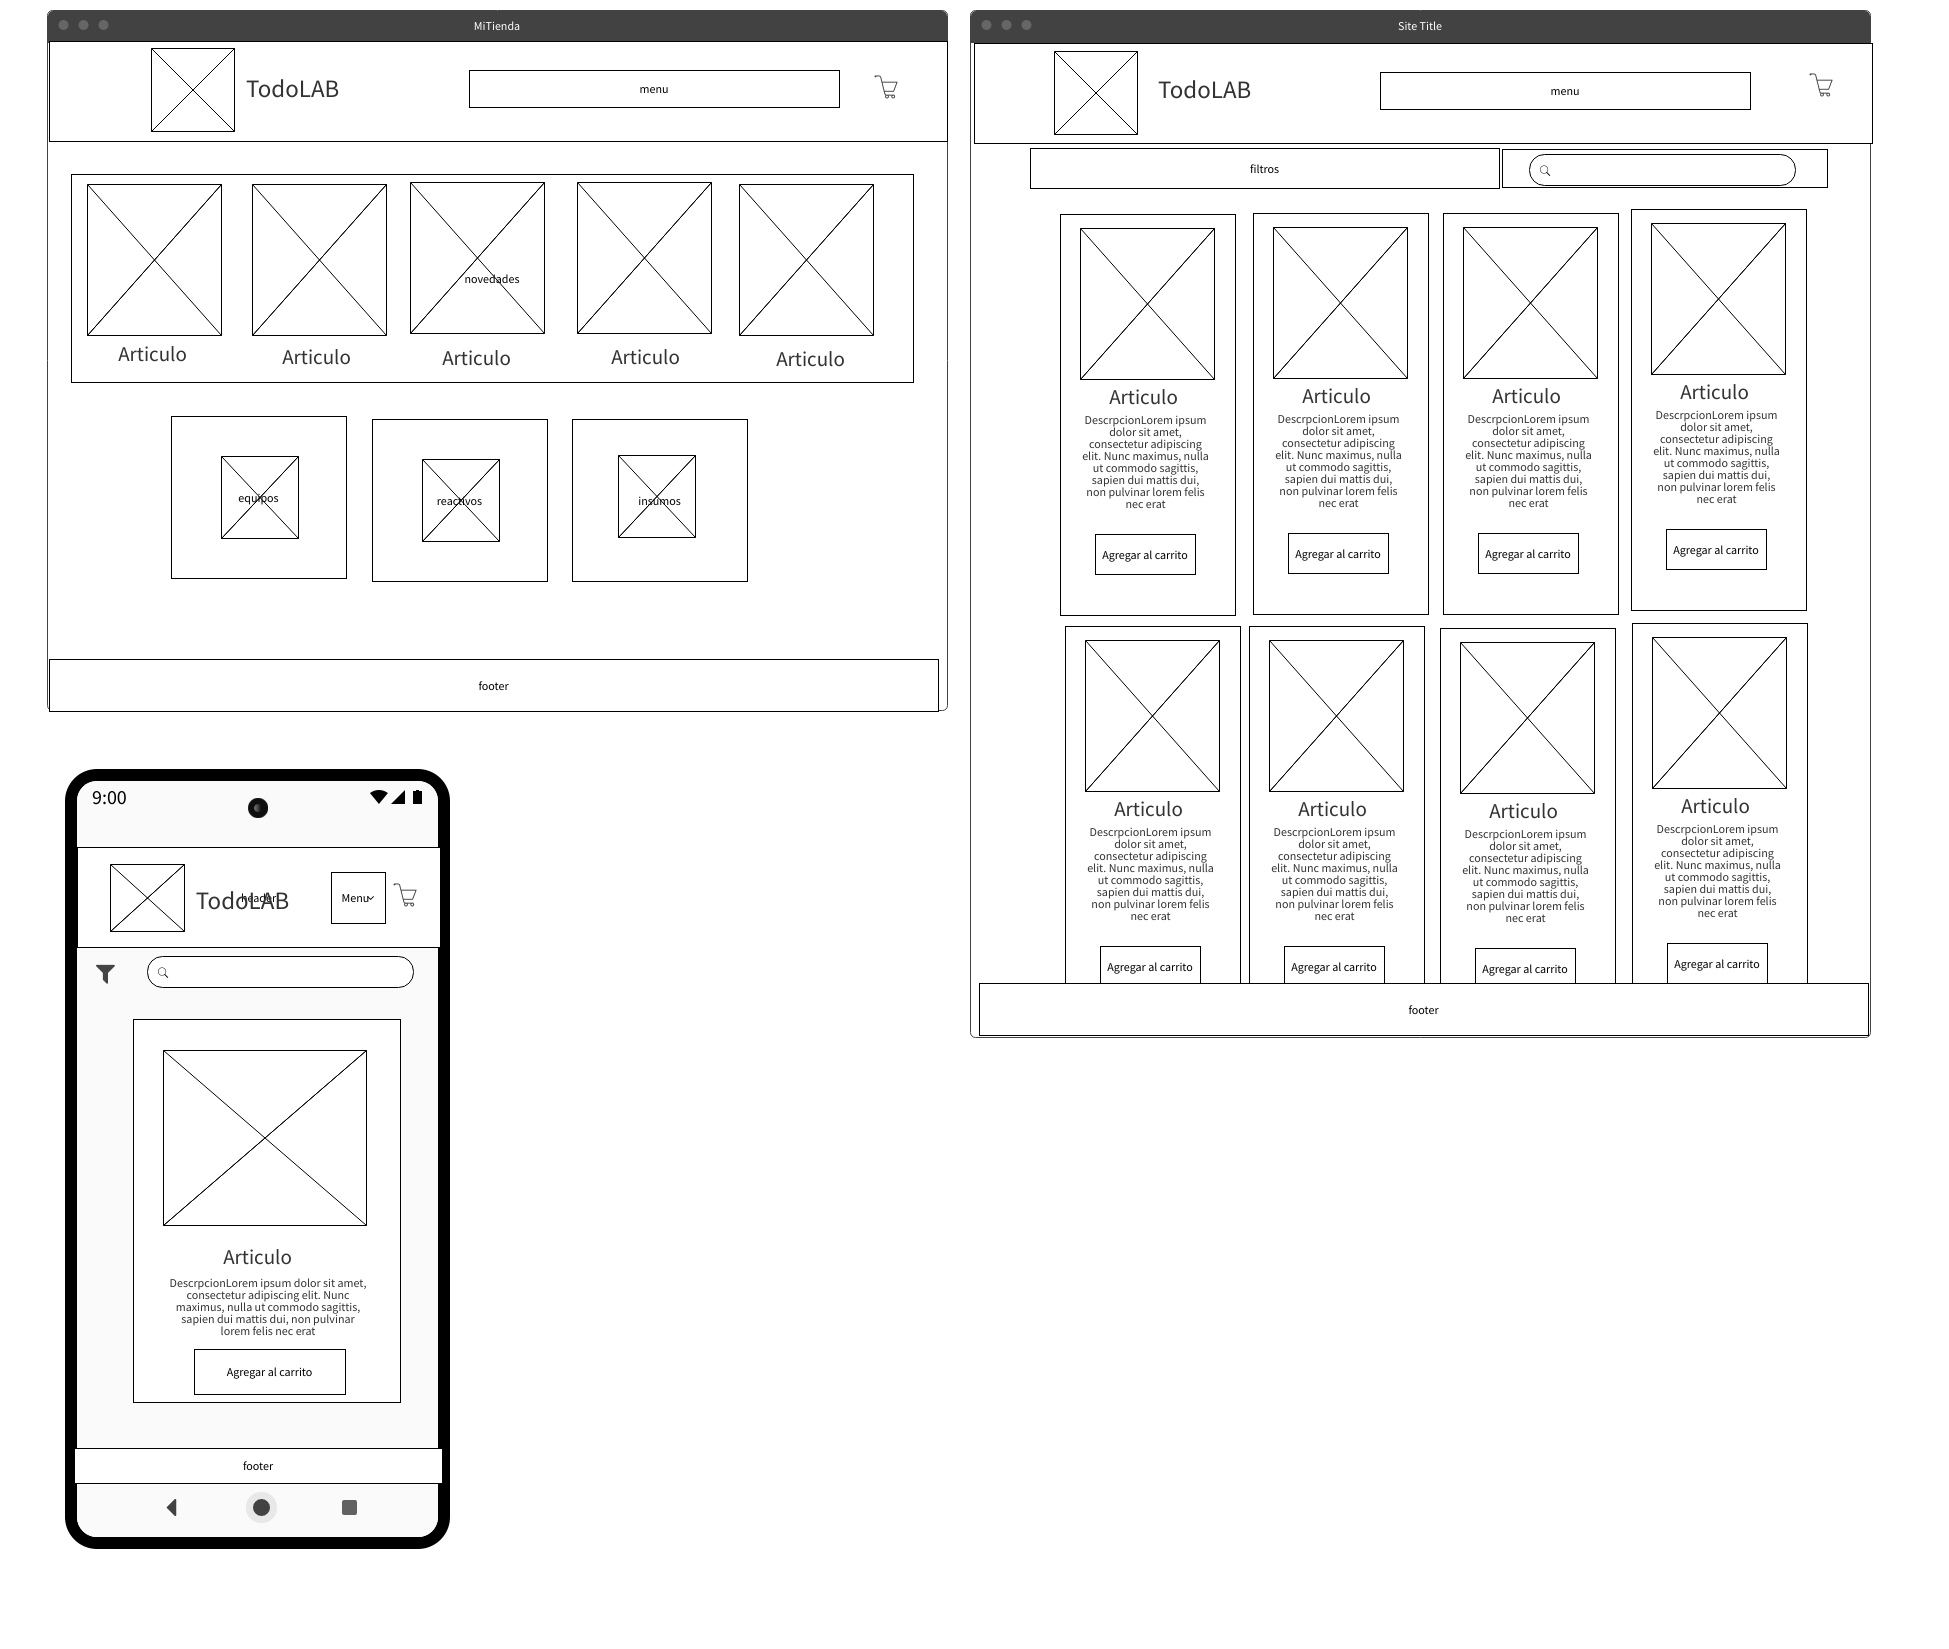 MiTienda
TodoLAB
menu
novedades
Articulo
Articulo
Articulo
Articulo
Articulo
equipos
reactivos
insumos
footer
Site Title
TodoLAB
menu
filtros
Articulo
DescrpcionLorem ipsum
dolor sit amet,
consectetur adipiscing
elit. Nunc maximus, nulla
ut commodo sagittis,
sapien dui mattis dui,
non pulvinar lorem felis
nec erat
Agregar al carrito
Articulo
DescrpcionLorem ipsum
dolor sit amet,
consectetur adipiscing
elit. Nunc maximus, nulla
ut commodo sagittis,
sapien dui mattis dui,
non pulvinar lorem felis
nec erat
Agregar al carrito
Articulo
DescrpcionLorem ipsum
dolor sit amet,
consectetur adipiscing
elit. Nunc maximus, nulla
ut commodo sagittis,
sapien dui mattis dui,
non pulvinar lorem felis
nec erat
Agregar al carrito
Articulo
DescrpcionLorem ipsum
dolor sit amet,
consectetur adipiscing
elit. Nunc maximus, nulla
ut commodo sagittis,
sapien dui mattis dui,
non pulvinar lorem felis
nec erat
Agregar al carrito
Articulo
DescrpcionLorem ipsum
dolor sit amet,
consectetur adipiscing
elit. Nunc maximus, nulla
ut commodo sagittis,
sapien dui mattis dui,
non pulvinar lorem felis
nec erat
Agregar al carrito
Articulo
DescrpcionLorem ipsum
dolor sit amet,
consectetur adipiscing
elit. Nunc maximus, nulla
ut commodo sagittis,
sapien dui mattis dui,
non pulvinar lorem felis
nec erat
Agregar al carrito
Articulo
DescrpcionLorem ipsum
dolor sit amet,
consectetur adipiscing
elit. Nunc maximus, nulla
ut commodo sagittis,
sapien dui mattis dui,
non pulvinar lorem felis
nec erat
Agregar al carrito
Articulo
DescrpcionLorem ipsum
dolor sit amet,
consectetur adipiscing
elit. Nunc maximus, nulla
ut commodo sagittis,
sapien dui mattis dui,
non pulvinar lorem felis
nec erat
Agregar al carrito
footer
9:00
header
TodoLAB
Menu
Articulo
DescrpcionLorem ipsum dolor sit amet,
consectetur adipiscing elit. Nunc
maximus, nulla ut commodo sagittis,
sapien dui mattis dui, non pulvinar
lorem felis nec erat
Agregar al carrito
footer